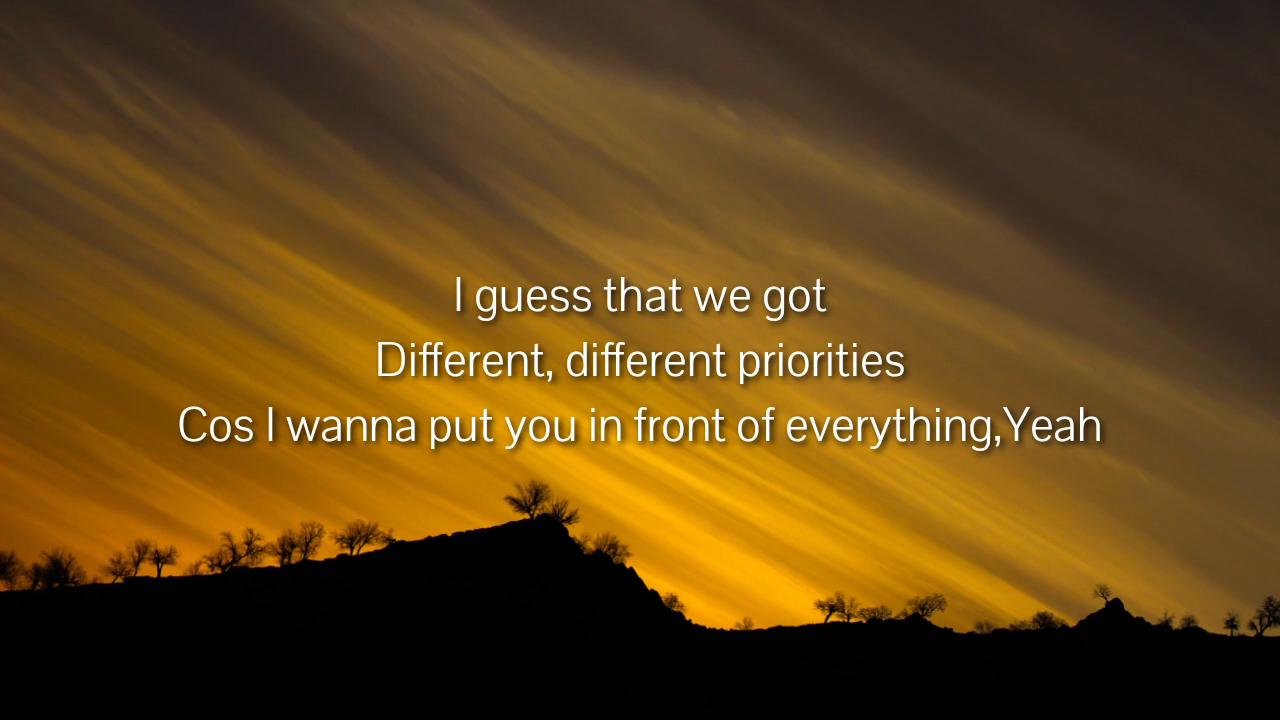 I guess that we got
Different, different priorities
Cos I wanna put you in front of everything,Yeah